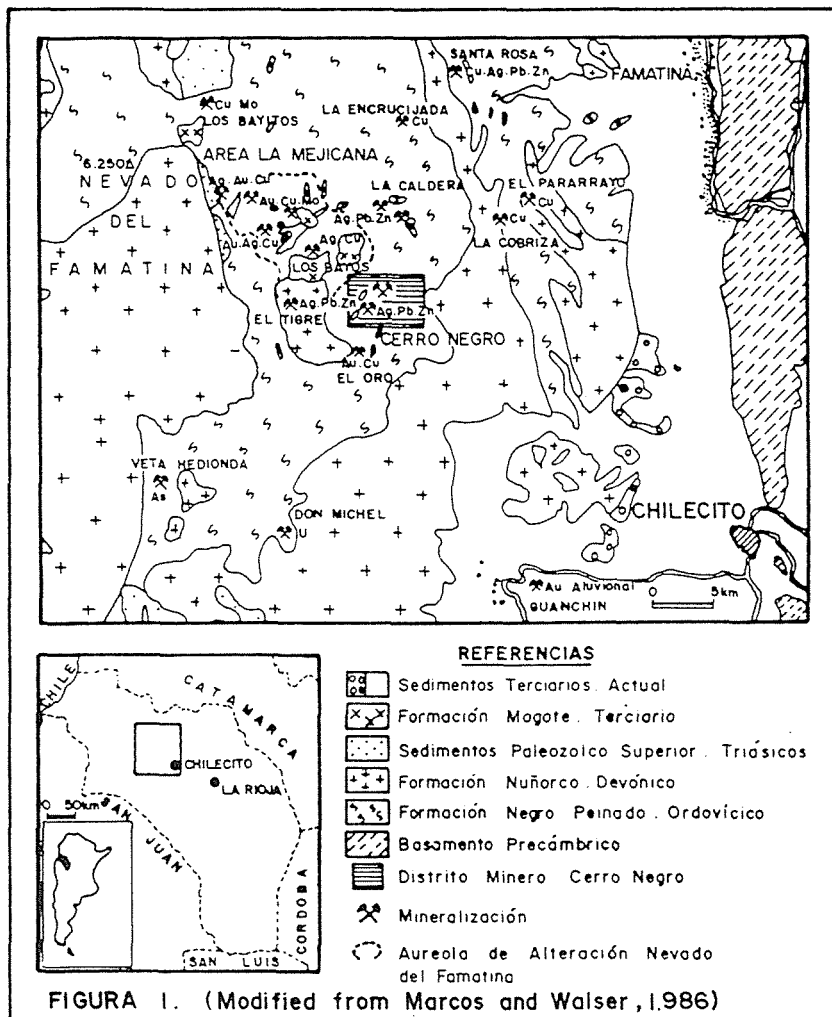 SANTA ROSA
Cu.Ag.Pb.Zn
FAMATINA
Cu Mo
LOS BAYITOS
LA ENCRUCIJADA
Cu
6.250Δ
AREA LA MEJICANA
NEVADO
DEL
FAMATINA
Ag.Au.Cu
Au.Cu.Mo
LA CALDERA
Ag.Pb.Zn
EL PARARRAYO
Cu
Cu
LA COBRIZA
Au.Ag.Cu
Ag.Cu
LOS BAYOS
Ag.Pb.Zn
EL TIGRE
Ag.Pb.Zn
CERRO NEGRO
Au.Cu
EL ORO
VETA HEDIONDA
As
DON MICHEL
U
CHILECITO
Au Aluvional
GUANCHIN
0 5km
REFERENCIAS
Sedimentos Terciarios. Actual
Formación Mogote. Terciario
Sedimentos Paleozoico Superior. Triásicos
Formación Nuñorco. Devónico
Formación Negro Peinado. Ordovícico
Basamento Precámbrico
Distrito Minero Cerro Negro
Mineralización
Aureola de Alteración Nevado
del Famatina
CHILE
CATAMARCA
CHILECITO
LA RIOJA
0 50km
SAN JUAN
CORDOBA
SAN LUIS
FIGURA 1. (Modified from Marcos and Walser, 1.986)